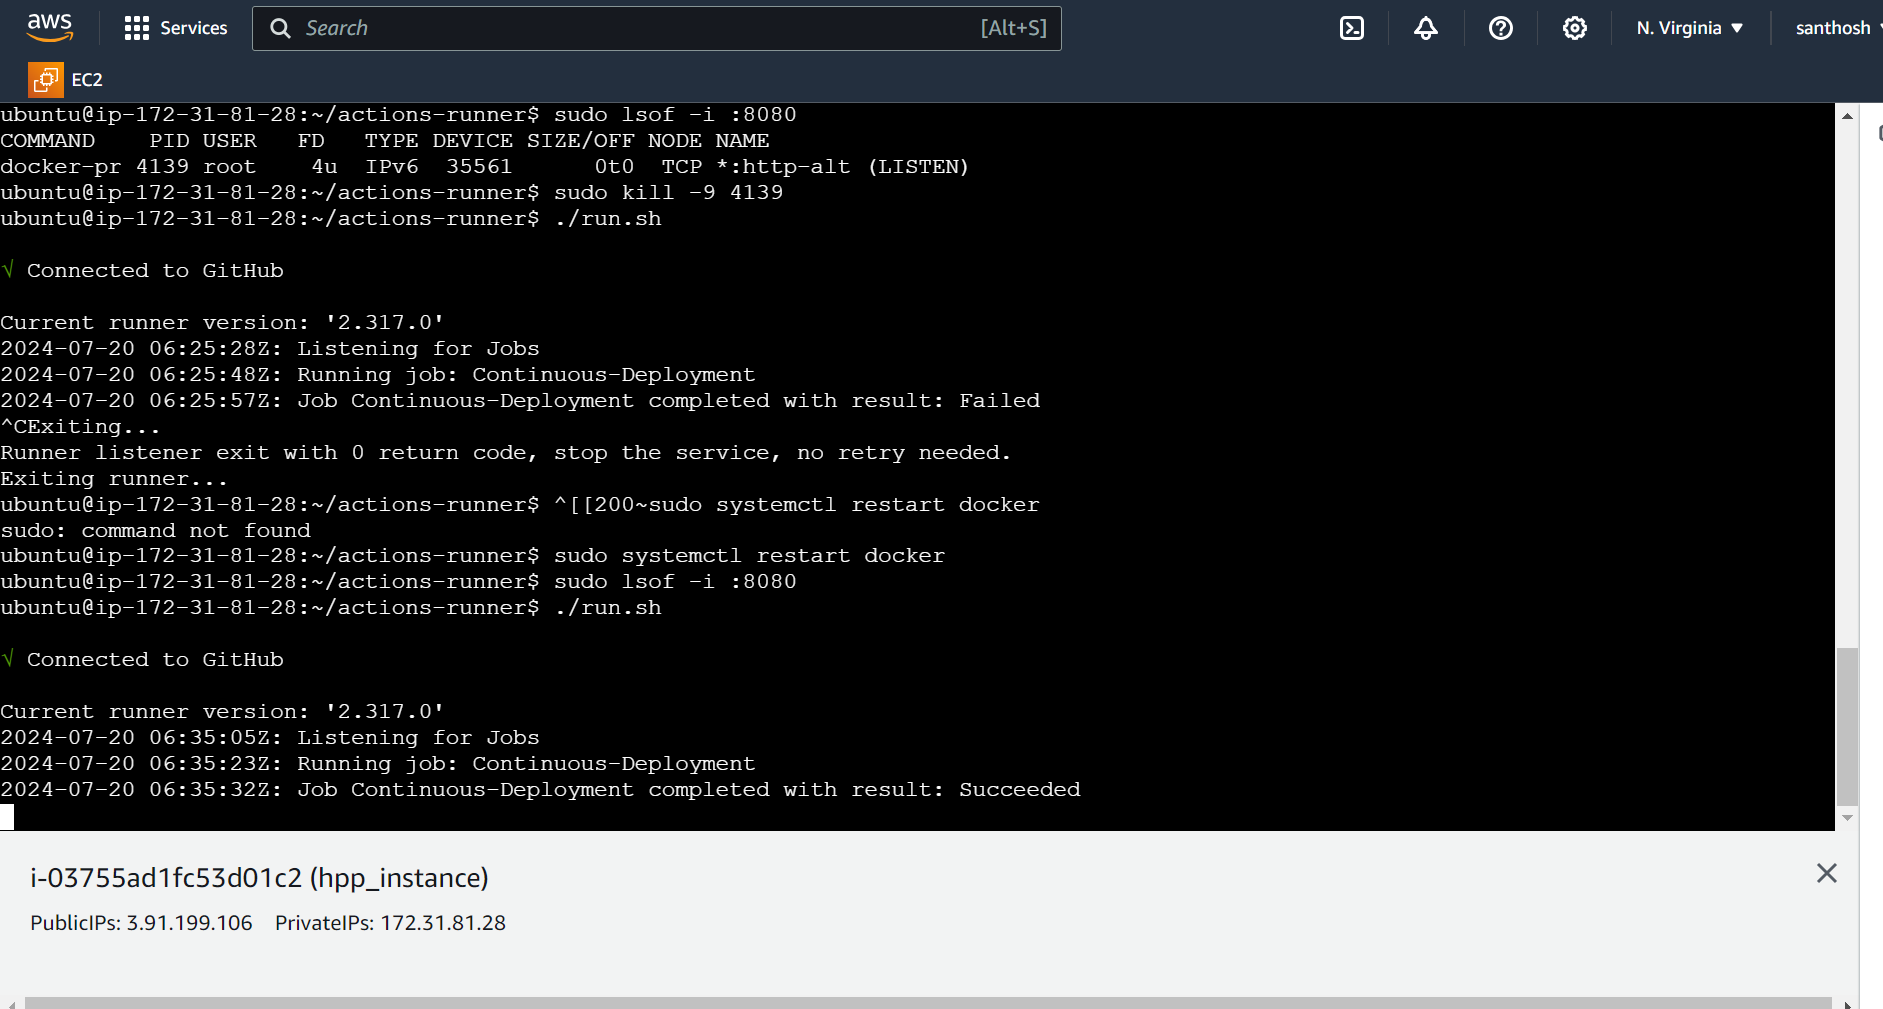 aws
Services
Search
[Alt+S]
N. Virginia
santhosh
EC2
ubuntu@ip-172-31-81-28:~/actions-runner$ sudo lsof -i :8080
COMMAND    PID USER   FD   TYPE DEVICE SIZE/OFF NODE NAME
docker-pr 4139 root    4u  IPv6  35561      0t0  TCP *:http-alt (LISTEN)
ubuntu@ip-172-31-81-28:~/actions-runner$ sudo kill -9 4139
ubuntu@ip-172-31-81-28:~/actions-runner$ ./run.sh
√ Connected to GitHub
Current runner version: '2.317.0'
2024-07-20 06:25:28Z: Listening for Jobs
2024-07-20 06:25:48Z: Running job: Continuous-Deployment
2024-07-20 06:25:57Z: Job Continuous-Deployment completed with result: Failed
^CExiting...
Runner listener exit with 0 return code, stop the service, no retry needed.
Exiting runner...
ubuntu@ip-172-31-81-28:~/actions-runner$ ^[[200~sudo systemctl restart docker
sudo: command not found
ubuntu@ip-172-31-81-28:~/actions-runner$ sudo systemctl restart docker
ubuntu@ip-172-31-81-28:~/actions-runner$ sudo lsof -i :8080
ubuntu@ip-172-31-81-28:~/actions-runner$ ./run.sh
√ Connected to GitHub
Current runner version: '2.317.0'
2024-07-20 06:35:05Z: Listening for Jobs
2024-07-20 06:35:23Z: Running job: Continuous-Deployment
2024-07-20 06:35:32Z: Job Continuous-Deployment completed with result: Succeeded
i-03755ad1fc53d01c2 (hpp_instance)
PublicIPs: 3.91.199.106    PrivateIPs: 172.31.81.28